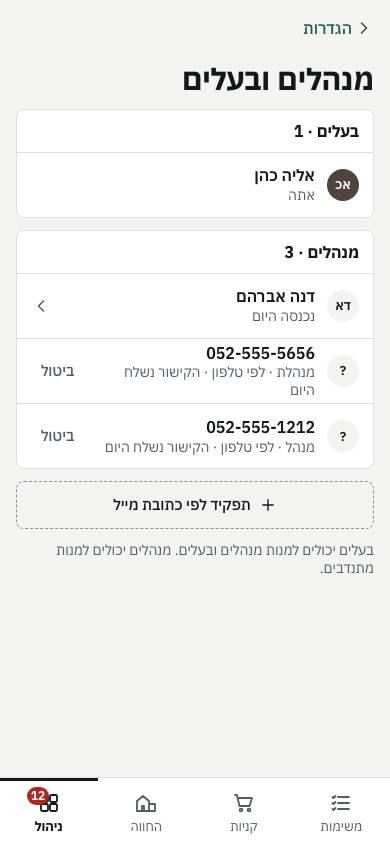 הגדרות
מנהלים ובעלים
בעלים · 1
אכ
אליה כהן
אתה
מנהלים · 3
דא
דנה אברהם
נכנסה היום
?
052-555-5656
מנהלת · לפי טלפון · הקישור נשלח
היום
ביטול
?
052-555-1212
מנהל · לפי טלפון · הקישור נשלח היום
ביטול
+ תפקיד לפי כתובת מייל
בעלים יכולים למנות מנהלים ובעלים. מנהלים יכולים למנות
מתנדבים.
משימות
קניות
החווה
12
ניהול